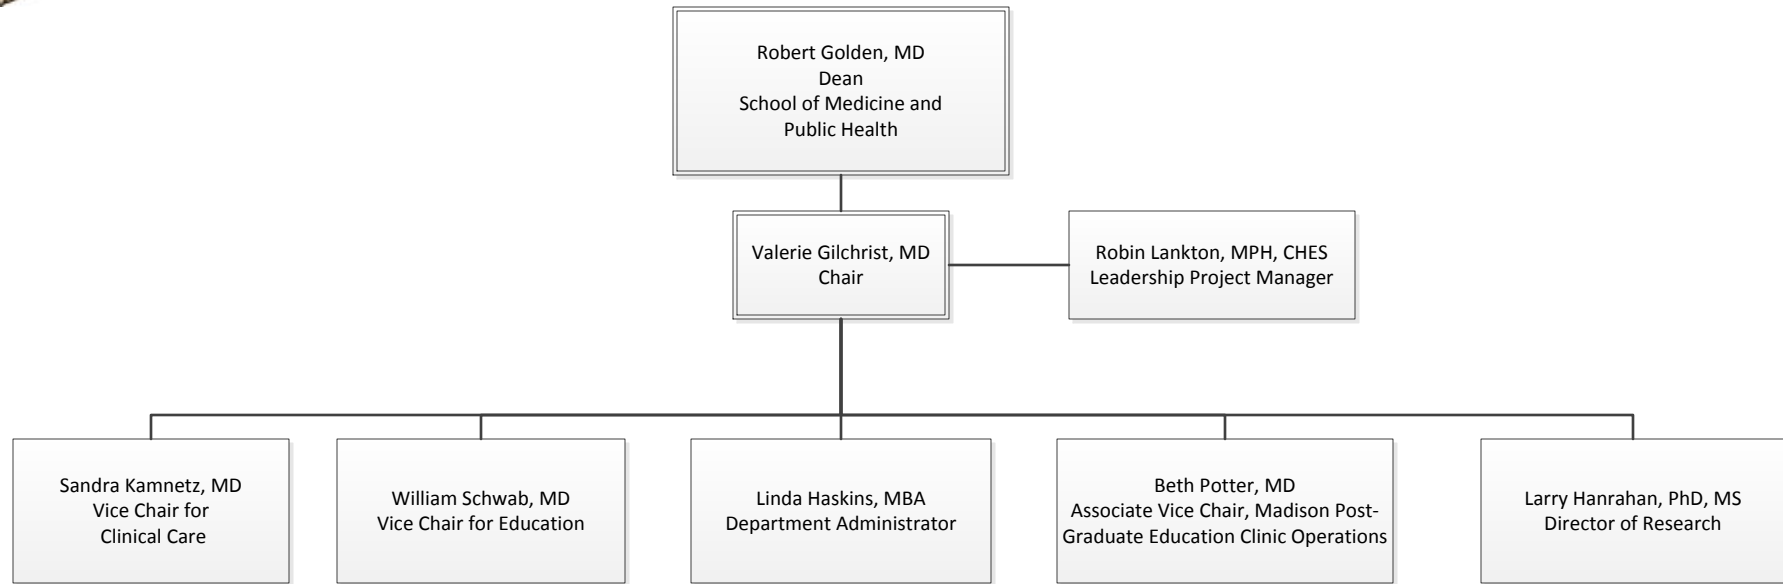 Robert Golden, MD
Dean
School of Medicine and
Public Health
Valerie Gilchrist, MD
Chair
Robin Lankton, MPH, CHES
Leadership Project Manager
Sandra Kamnetz, MD
Vice Chair for
Clinical Care
William Schwab, MD
Vice Chair for Education
Linda Haskins, MBA
Department Administrator
Beth Potter, MD
Associate Vice Chair, Madison Post-
Graduate Education Clinic Operations
Larry Hanrahan, PhD, MS
Director of Research